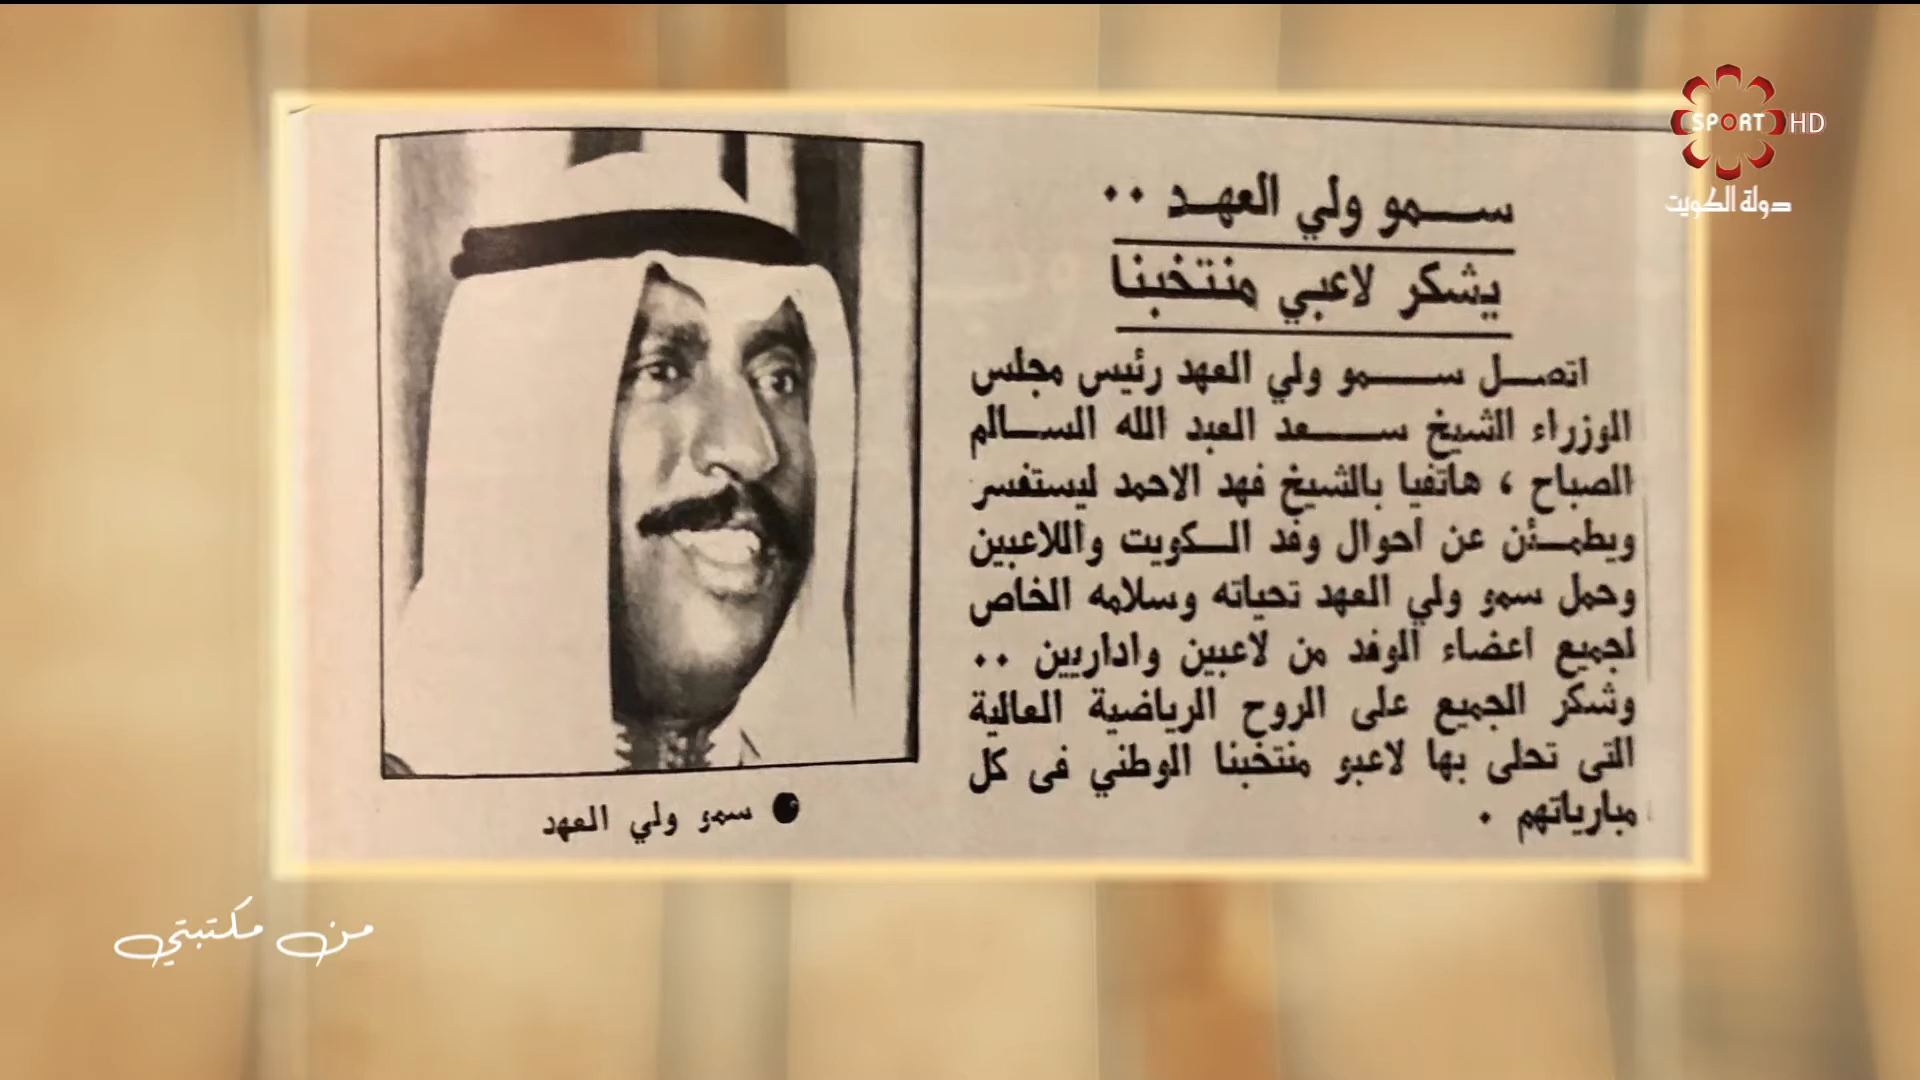 SPORT HD
دولة الكويت
سمو ولي العهد ..
يشكر لاعبي منتخبنا
اتصل سمو ولي العهد رئيس مجلس
الوزراء الشيخ سعد العبد الله السالم
الصباح ، هاتفيا بالشيخ فهد الاحمد ليستفسر
ويطمئن عن احوال وفد الكويت واللاعبين
وحمل سمو ولي العهد تحياته وسلامه الخاص
لجميع اعضاء الوفد من لاعبين واداريين ..
وشكر الجميع على الروح الرياضية العالية
التى تحلى بها لاعبو منتخبنا الوطني فى كل
مبارياتهم .
● سمو ولي العهد
من مكتبتي